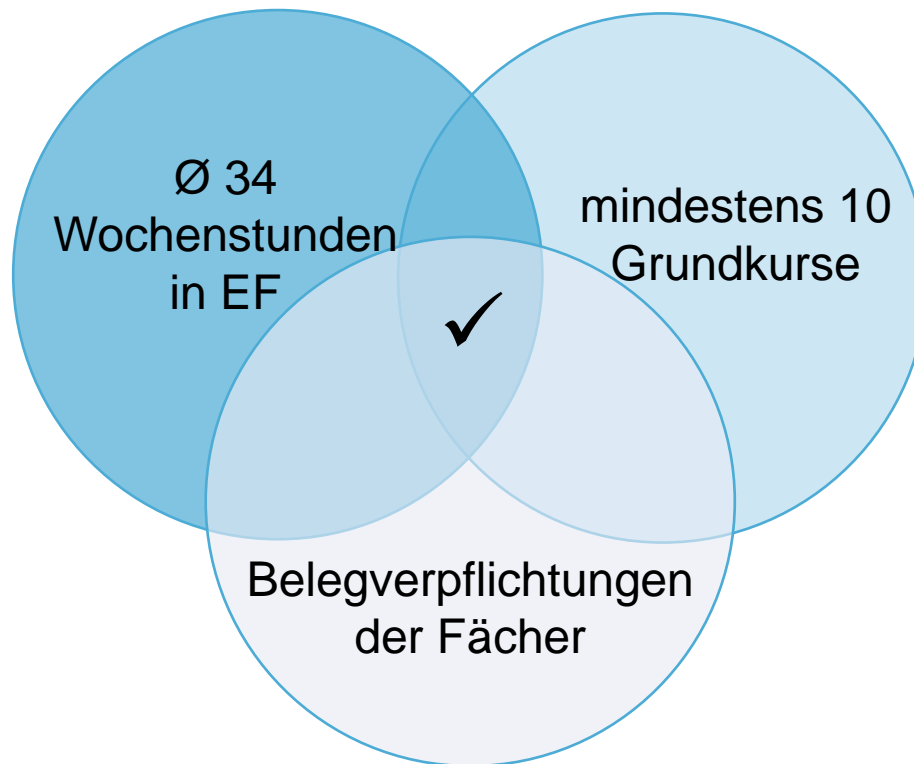 Ø 34
Wochenstunden
in EF
mindestens 10
Grundkurse
✓
Belegverpflichtungen
der Fächer